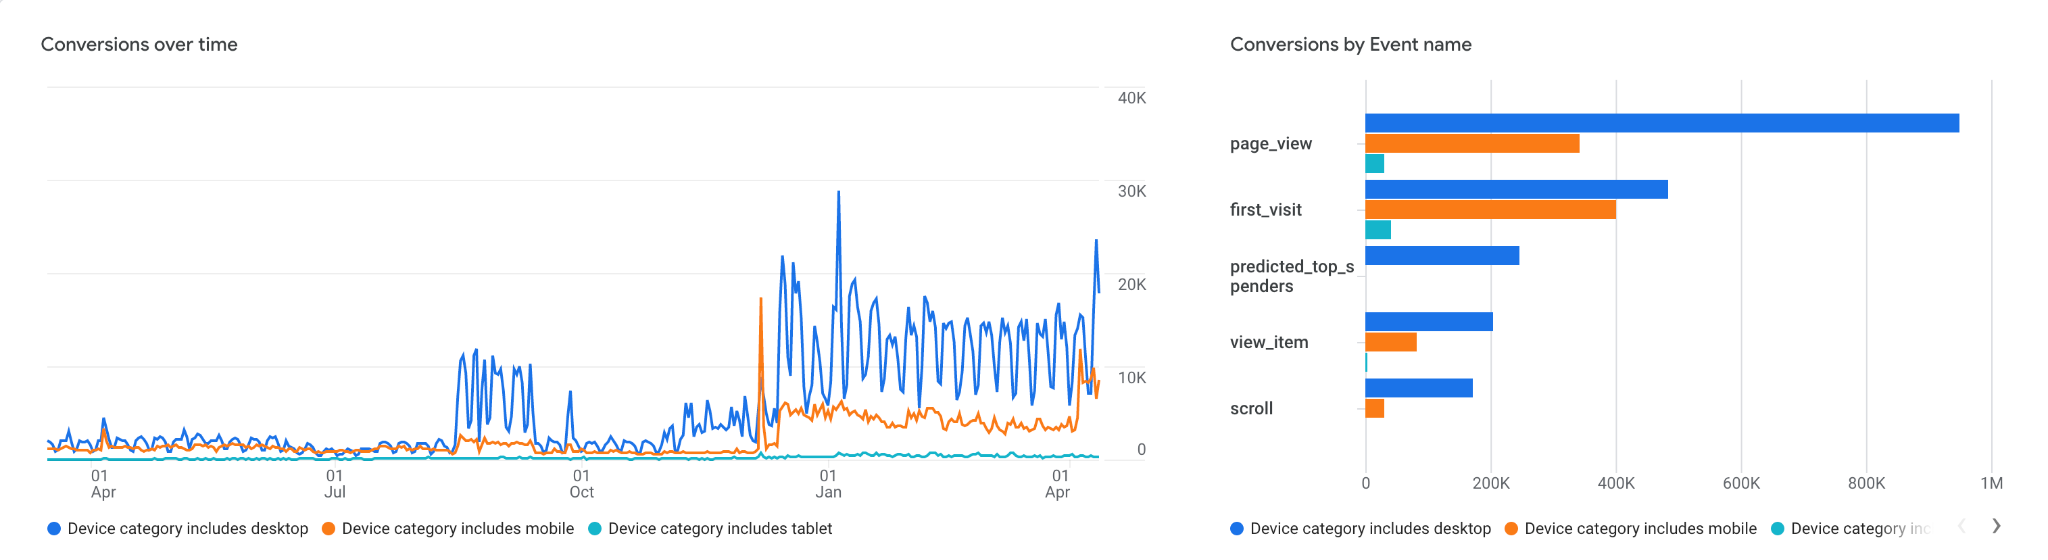 Conversions over time
40K
30K
20K
10K
0
01 Apr
01 Jul
01 Oct
01 Jan
01 Apr
Device category includes desktop
Device category includes mobile
Device category includes tablet
Conversions by Event name
page_view
first_visit
predicted_top_s
penders
view_item
scroll
0
200K
400K
600K
800K
1M
Device category includes desktop
Device category includes mobile
Device category inc